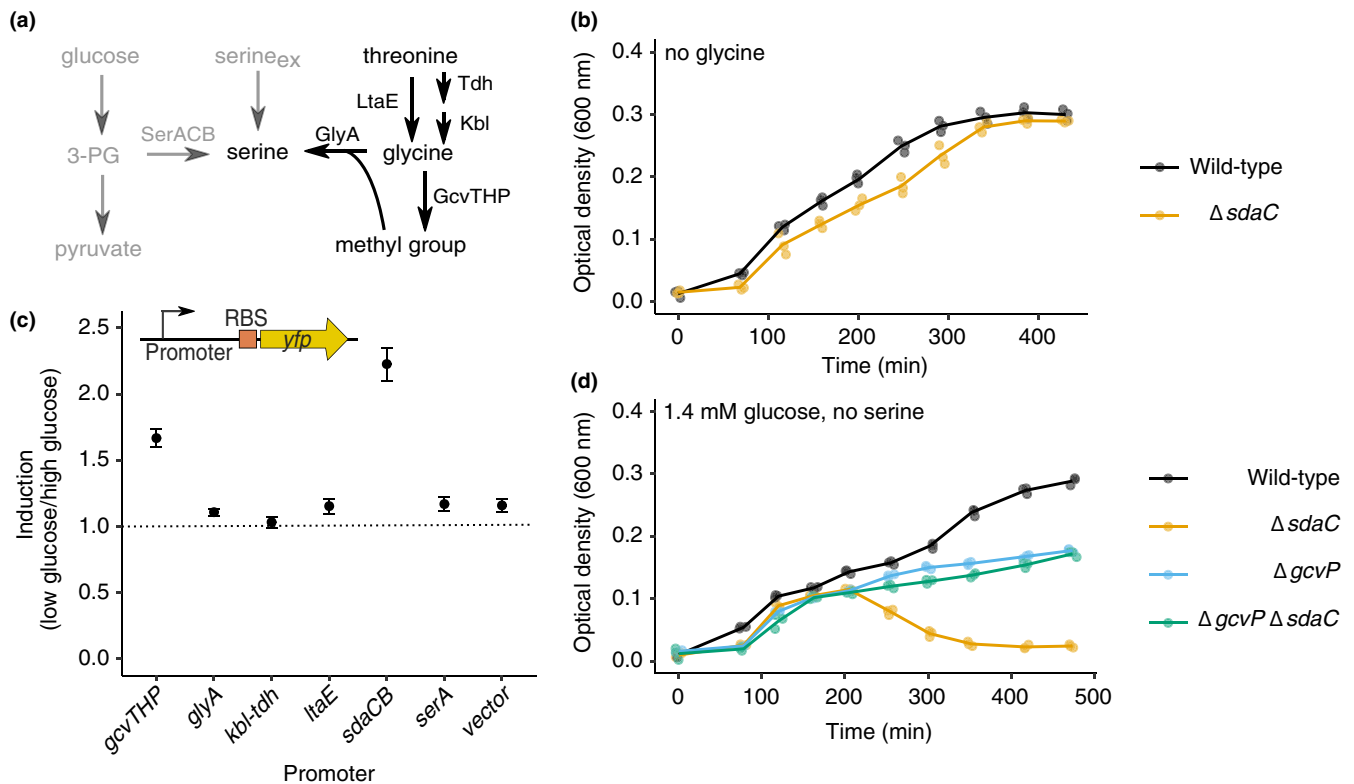 (a)
glucose
serineex
threonine
Tdh
LtaE
Kbl
SerACB
GlyA
3-PG
serine
glycine
GcvTHP
pyruvate
methyl group
(b)
no glycine
Optical density (600 nm)
0.4
0.3
0.2
0.1
0.0
0
100
200
300
400
Time (min)
Wild-type
Δ sdaC
(c)
RBS
yfp
Promoter
Induction
(low glucose/high glucose)
2.5
2.0
1.5
1.0
0.5
0.0
gcvTHP
glyA
kbl-tdh
ltaE
sdaCB
serA
vector
Promoter
(d)
1.4 mM glucose, no serine
Optical density (600 nm)
0.4
0.3
0.2
0.1
0.0
0
100
200
300
400
500
Time (min)
Wild-type
Δ sdaC
Δ gcvP
Δ gcvP Δ sdaC